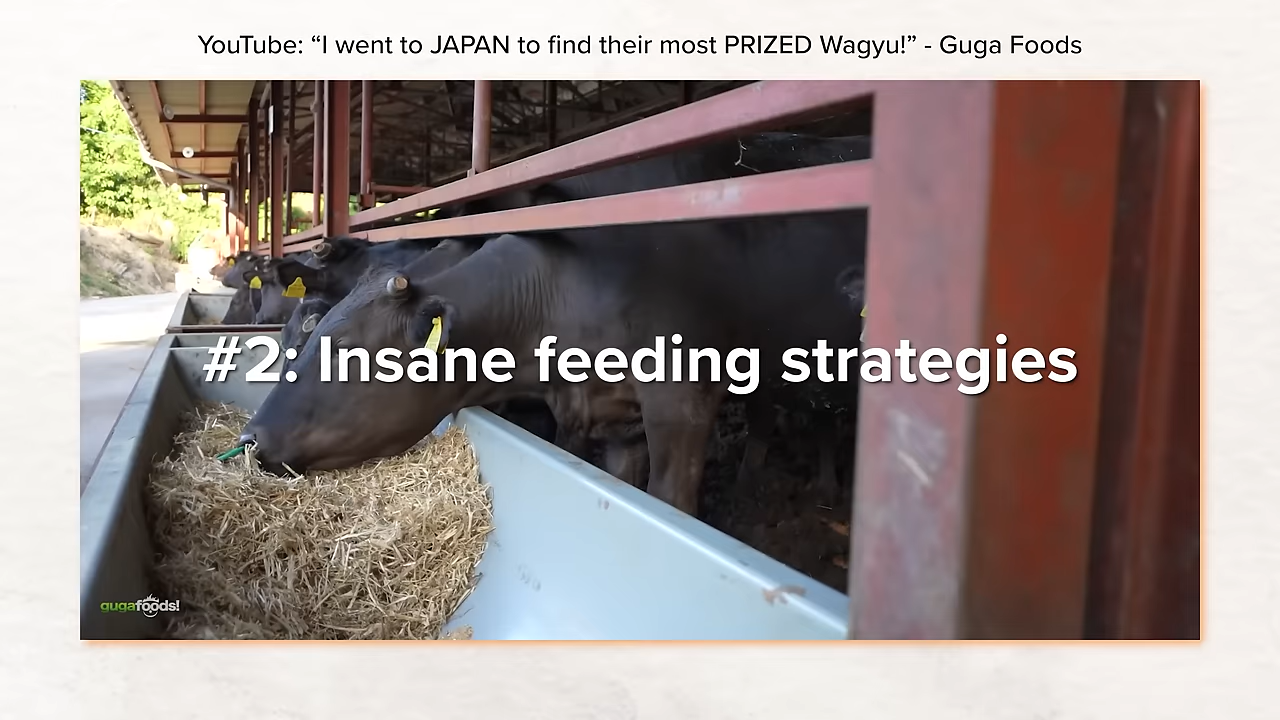 YouTube: “I went to JAPAN to find their most PRIZED Wagyu!” - Guga Foods
#2: Insane feeding strategies
gugafoods!